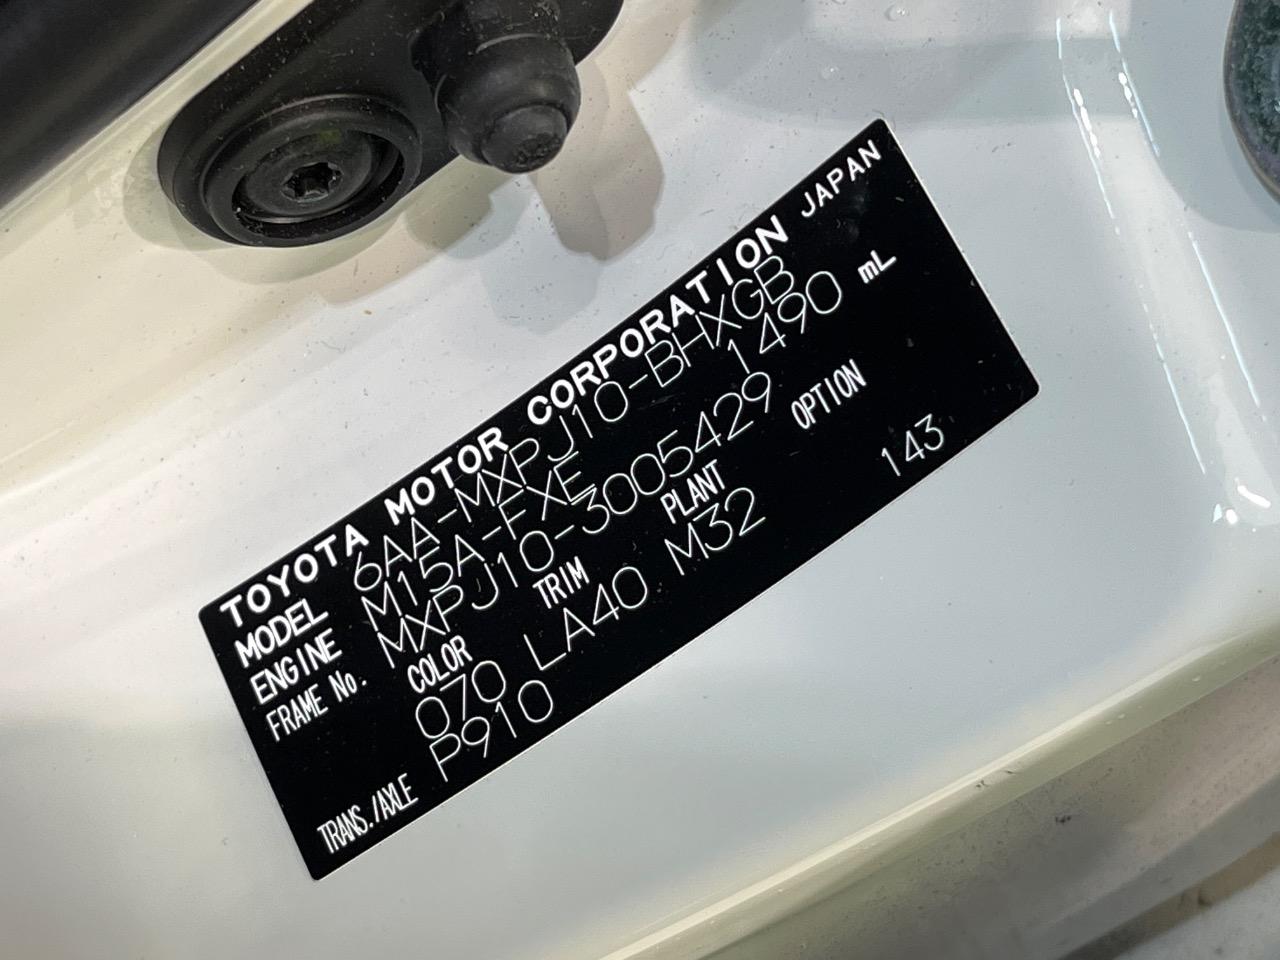 TOYOTA MOTOR CORPORATION JAPAN
MODEL 6AA-MXPJ10-BHXGB
ENGINE M15A-FXE 1490 mL
FRAME No. MXPJ10-3005429
COLOR TRIM PLANT OPTION
070 LA40 M32 143
TRANS./AXLE P910